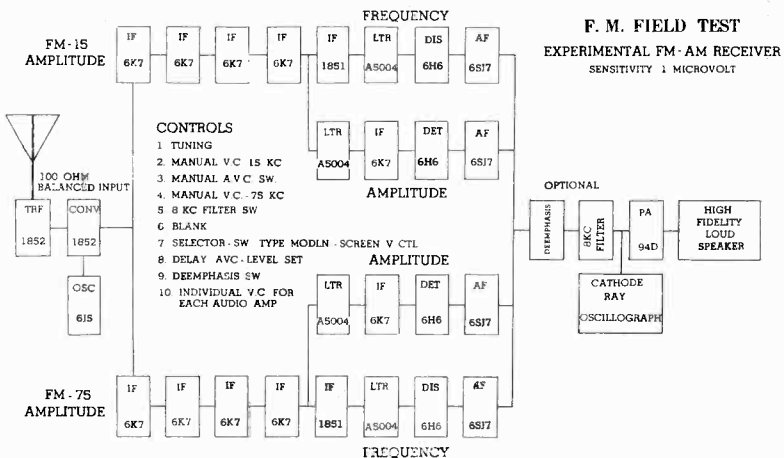 F. M. FIELD TEST
EXPERIMENTAL FM-AM RECEIVER
SENSITIVITY 1 MICROVOLT
FREQUENCY
FM-15
AMPLITUDE
IF IF IF IF IF LTR DIS AF
6K7 6K7 6K7 6K7 1851 A5004 6H6 6SJ7
LTR IF DET AF
A5004 6K7 6H6 6SJ7
AMPLITUDE
100 OHM
BALANCED INPUT
TRF CONV
1852 1852
OSC
6J5
CONTROLS
1 TUNING
2. MANUAL V.C 15 KC
3. MANUAL A.V.C. SW.
4. MANUAL V.C.-75 KC
5 8 KC FILTER SW
6 BLANK
7 SELECTOR-SW TYPE MODLN-SCREEN V CTL
8. DELAY AVC-LEVEL SET
9. DEEMPHASIS SW
10. INDIVIDUAL V.C FOR
EACH AUDIO AMP
OPTIONAL
DEEMPHASIS
8KC
FILTER
PA
94D
HIGH
FIDELITY
LOUD
SPEAKER
CATHODE
RAY
OSCILLOGRAPH
AMPLITUDE
LTR IF DET AF
A5004 6K7 6H6 6SJ7
FM-75
AMPLITUDE
IF IF IF IF IF LTR DIS AF
6K7 6K7 6K7 6K7 1851 A5004 6H6 6SJ7
FREQUENCY